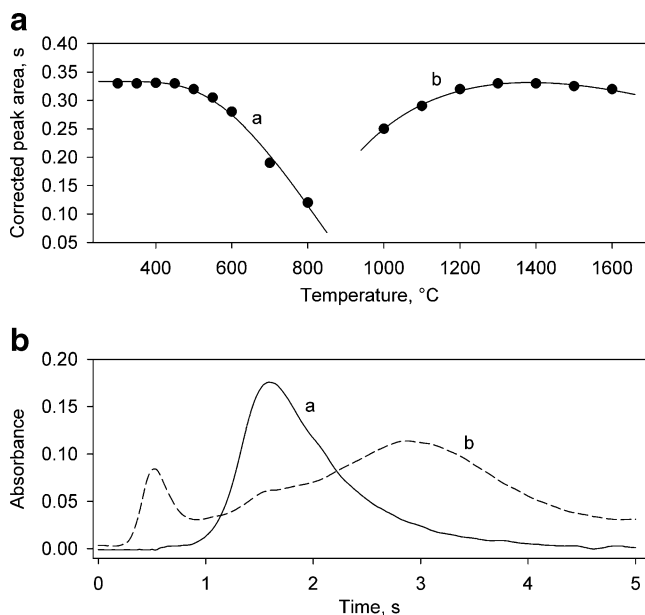 a
0.40
0.35
0.30
0.25
0.20
0.15
0.10
0.05
Corrected peak area, s
a
b
400 600 800 1000 1200 1400 1600
Temperature, °C
b
0.20
0.15
0.10
0.05
0.00
Absorbance
a
b
0 1 2 3 4 5
Time, s